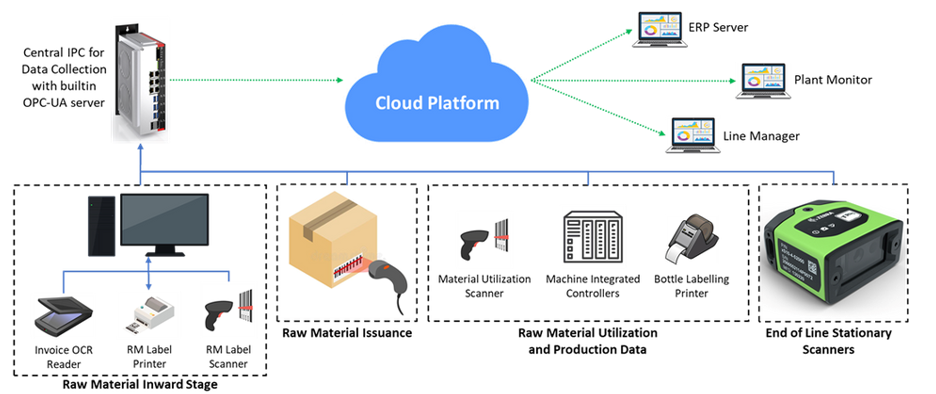 Central IPC for
Data Collection
with builtin
OPC-UA server
Cloud Platform
ERP Server
Plant Monitor
Line Manager
Invoice OCR
Reader
RM Label
Printer
RM Label
Scanner
Raw Material Inward Stage
Raw Material Issuance
Material Utilization
Scanner
Machine Integrated
Controllers
Bottle Labelling
Printer
Raw Material Utilization
and Production Data
End of Line Stationary
Scanners